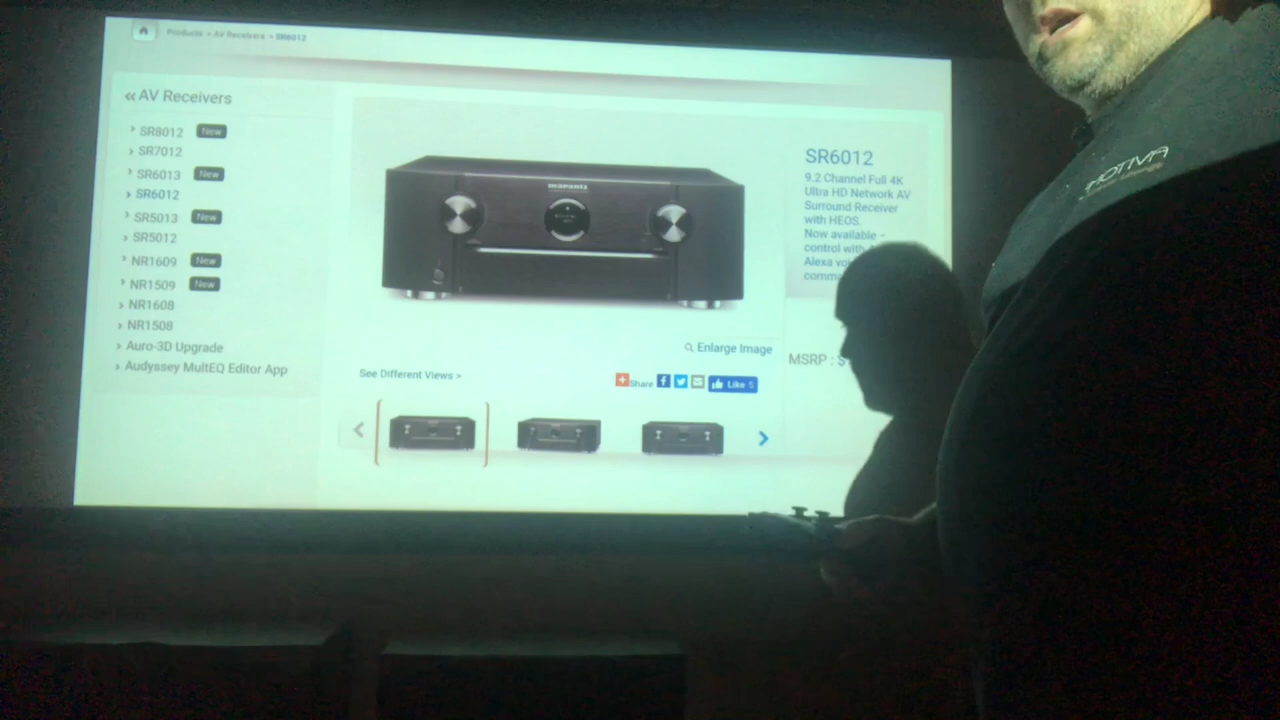 Products > AV Receivers > SR6012
« AV Receivers
› SR8012 New
› SR7012
› SR6013 New
› SR6012
› SR5013 New
› SR5012
› NR1609 New
› NR1509 New
› NR1608
› NR1508
› Auro-3D Upgrade
› Audyssey MultEQ Editor App
marantz
SR6012
9.2 Channel Full 4K
Ultra HD Network AV
Surround Receiver
with HEOS.
Now available –
control with
Alexa
Enlarge Image
See Different Views >
Share
Like 5
MSRP :